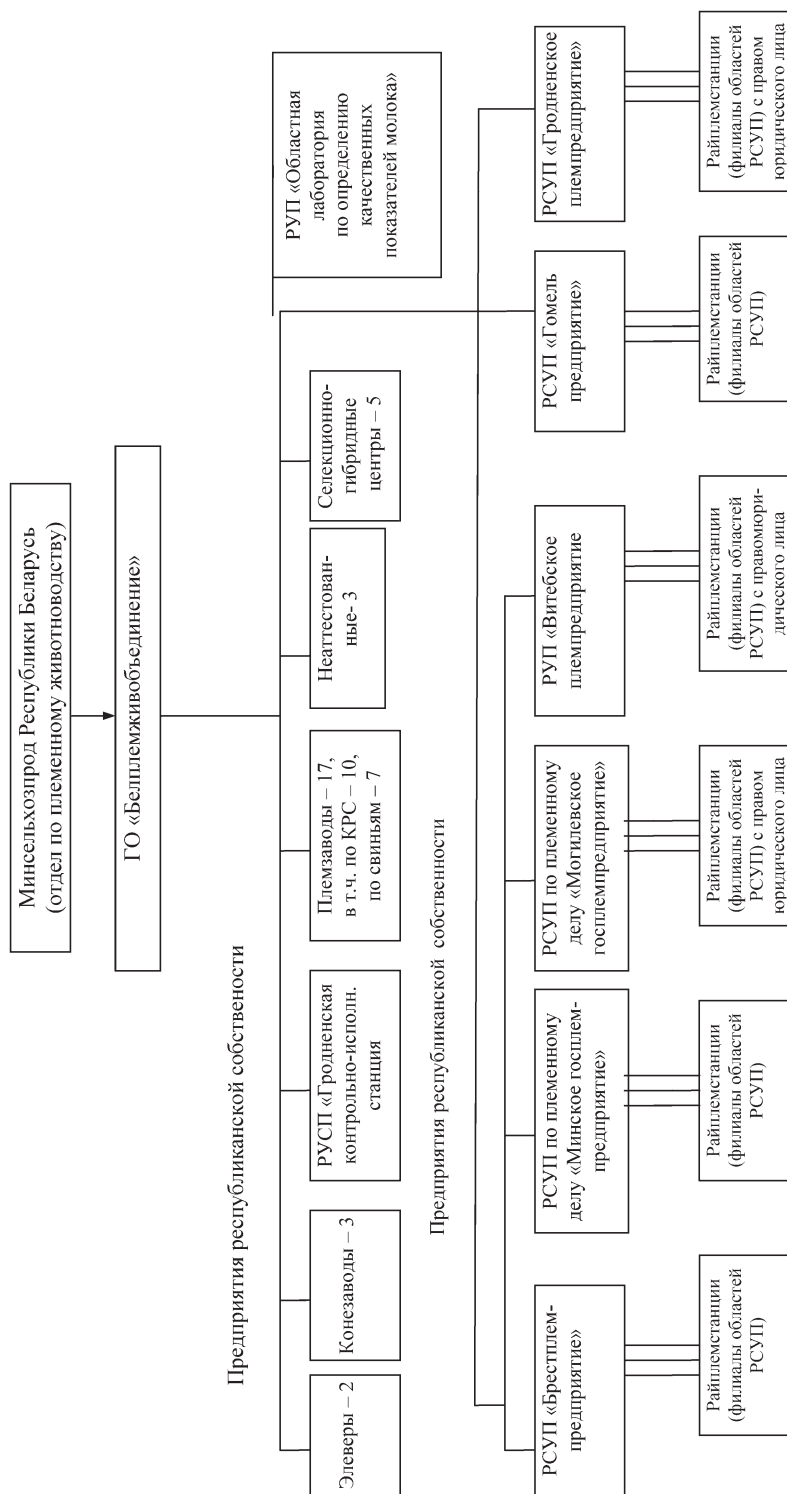 Минсельхозпрод Республики Беларусь
(отдел по племенному животноводству)
ГО «Белплемживобъединение»
Предприятия республиканской собствености
Элеверы – 2
Конезаводы – 3
РУСП «Гродненская
контрольно-исполн.
станция
Племзаводы – 17,
в т.ч. по КРС – 10,
по свиньям – 7
Неаттестован-
ные- 3
Селекционно-
гибридные
центры – 5
РУП «Областная
лаборатория
по определению
качественных
показателей молока»
Предприятия республиканской собственности
РСУП «Брестплем-
предприятие»
РСУП по племенному
делу «Минское госплем-
предприятие»
РСУП по племенному
делу «Могилевское
госплемпредприятие»
РУП «Витебское
племпредприятие
РСУП «Гомель
предприятие»
РСУП «Гродненское
племпредприятие»
Райплемстанции
(филиалы областей
РСУП)
Райплемстанции
(филиалы областей
РСУП)
Райплемстанции
(филиалы областей
РСУП) с правом
юридического лица
Райплемстанции
(филиалы областей
РСУП) с правомюри-
дического лица
Райплемстанции
(филиалы областей
РСУП)
Райплемстанции
(филиалы областей
РСУП) с правом
юридического лица